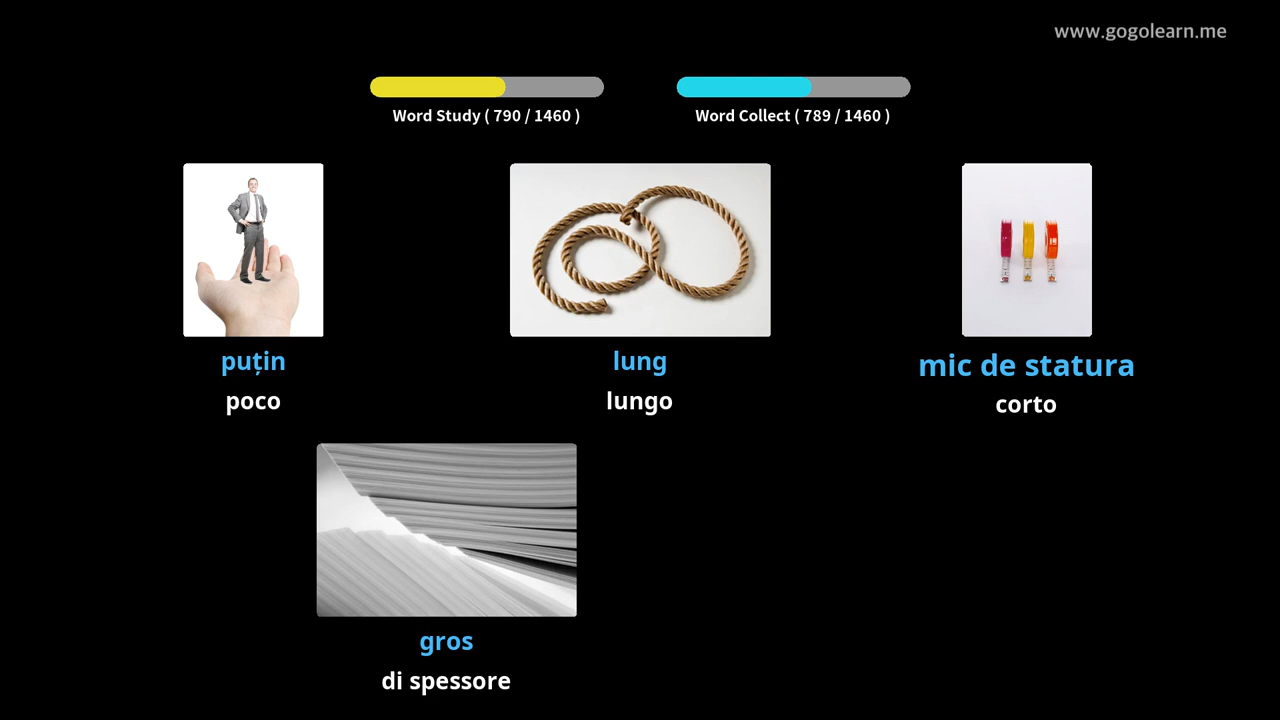 www.gogolearn.me
Word Study ( 790 / 1460 )
Word Collect ( 789 / 1460 )
puțin
poco
lung
lungo
mic de statura
corto
gros
di spessore